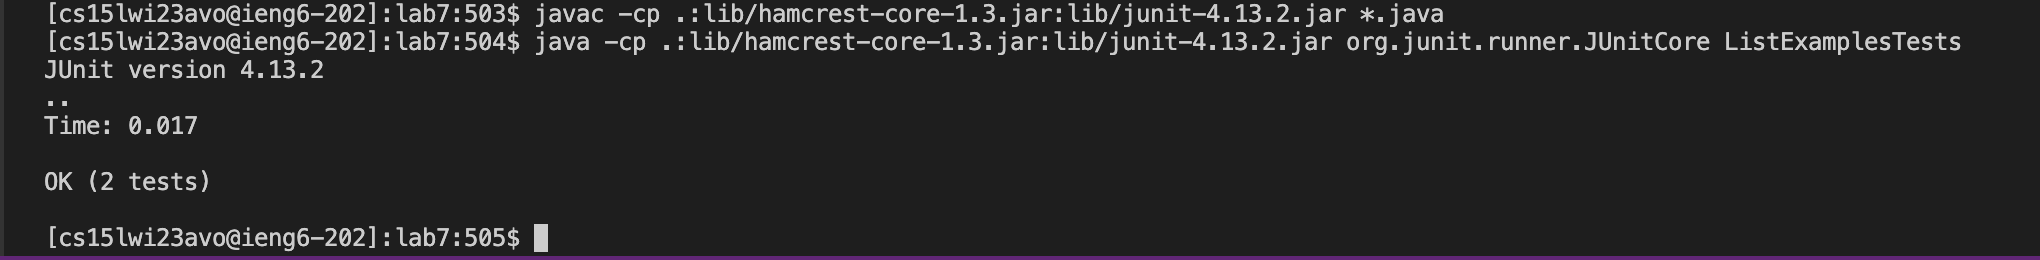 [cs15lwi23avo@ieng6-202]:lab7:503$ javac -cp .:lib/hamcrest-core-1.3.jar:lib/junit-4.13.2.jar *.java
[cs15lwi23avo@ieng6-202]:lab7:504$ java -cp .:lib/hamcrest-core-1.3.jar:lib/junit-4.13.2.jar org.junit.runner.JUnitCore ListExamplesTests
JUnit version 4.13.2
..
Time: 0.017
OK (2 tests)
[cs15lwi23avo@ieng6-202]:lab7:505$